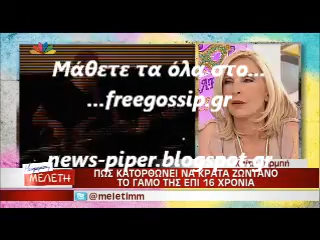 Μάθετε τα όλα στο...
...freegossip.gr
news-piper.blogspot.gr
ΜΕΛΕΤΗ
ΠΩΣ ΚΑΤΟΡΘΩΝΕΙ ΝΑ ΚΡΑΤΑ ΖΩΝΤΑΝΟ
ΤΟ ΓΑΜΟ ΤΗΣ ΕΠΙ 16 ΧΡΟΝΙΑ
@meletimm